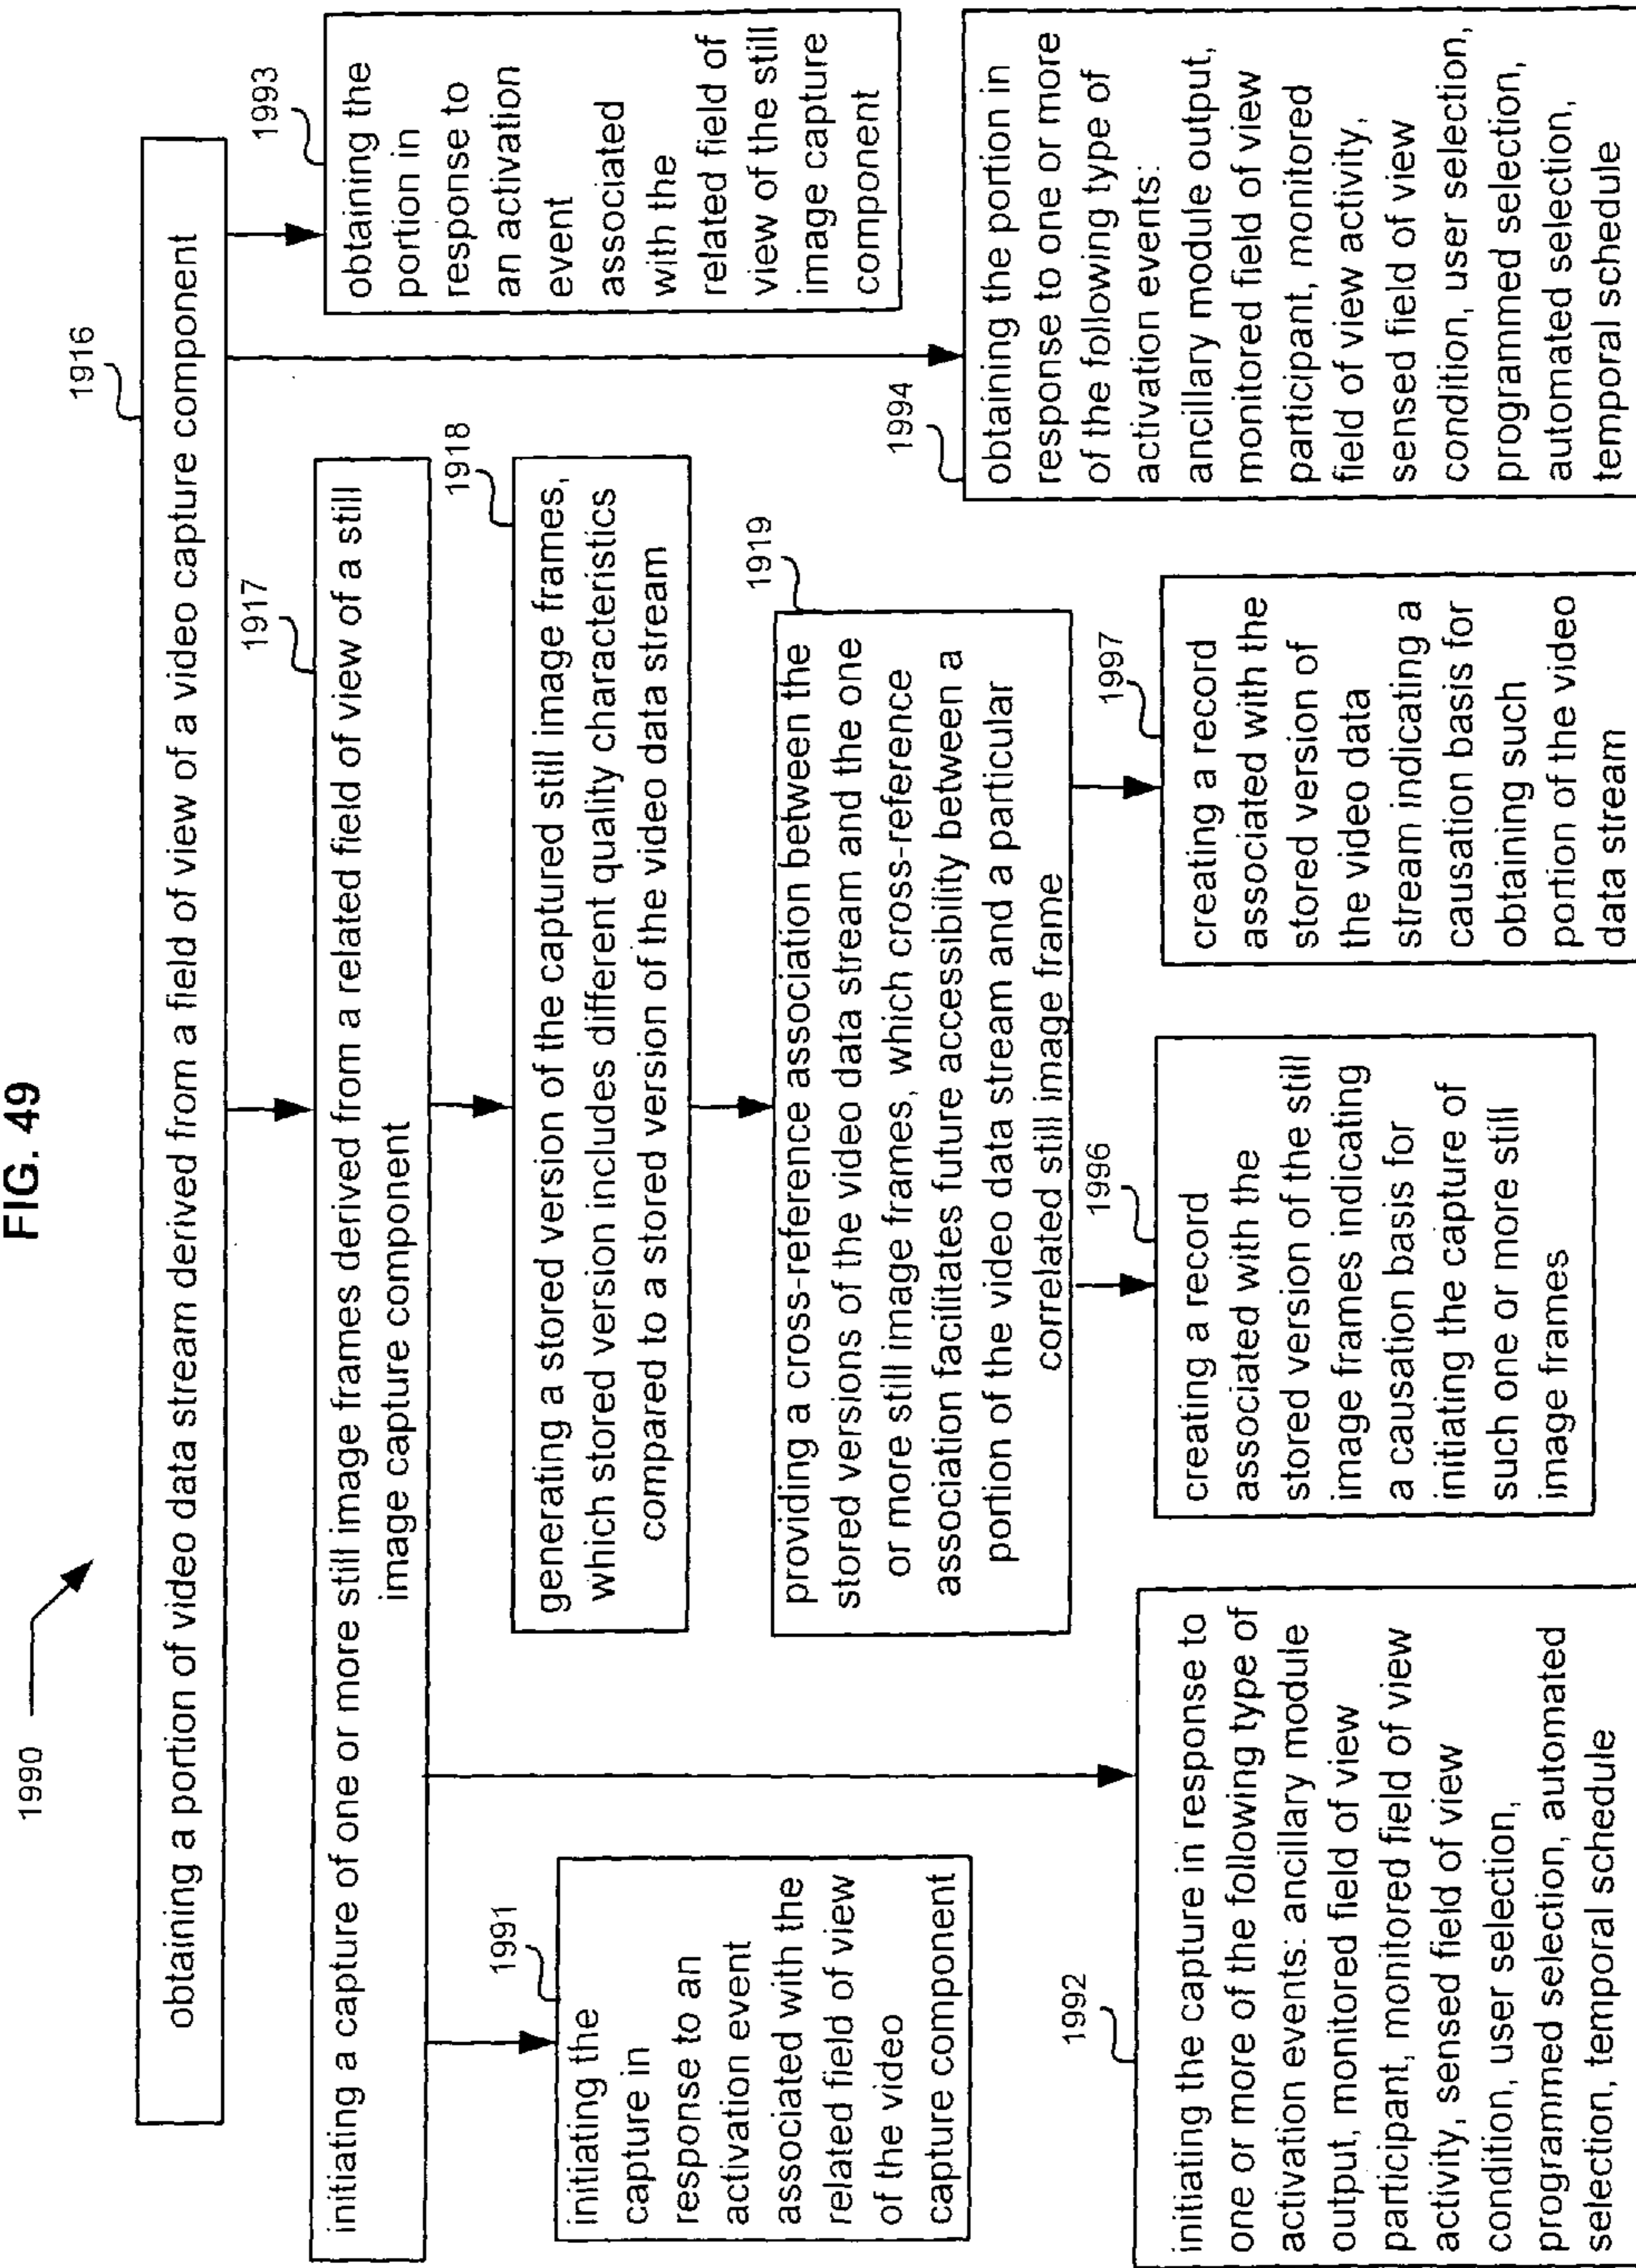 FIG. 49
1990
1916
obtaining a portion of video data stream derived from a field of view of a video capture component
1917
initiating a capture of one or more still image frames derived from a related field of view of a still
image capture component
1993
obtaining the
portion in
response to
an activation
event
associated
with the
related field of
view of the still
image capture
component
1918
generating a stored version of the captured still image frames,
which stored version includes different quality characteristics
compared to a stored version of the video data stream
1991
initiating the
capture in
response to an
activation event
associated with the
related field of view
of the video
capture component
1919
providing a cross-reference association between the
stored versions of the video data stream and the one
or more still image frames, which cross-reference
association facilitates future accessibility between a
portion of the video data stream and a particular
correlated still image frame
1994
obtaining the portion in
response to one or more
of the following type of
activation events:
ancillary module output,
monitored field of view
participant, monitored
field of view activity,
sensed field of view
condition, user selection,
programmed selection,
automated selection,
temporal schedule
1992
initiating the capture in response to
one or more of the following type of
activation events: ancillary module
output, monitored field of view
participant, monitored field of view
activity, sensed field of view
condition, user selection,
programmed selection, automated
selection, temporal schedule
1996
creating a record
associated with the
stored version of the still
image frames indicating
a causation basis for
initiating the capture of
such one or more still
image frames
1997
creating a record
associated with the
stored version of
the video data
stream indicating a
causation basis for
obtaining such
portion of the video
data stream